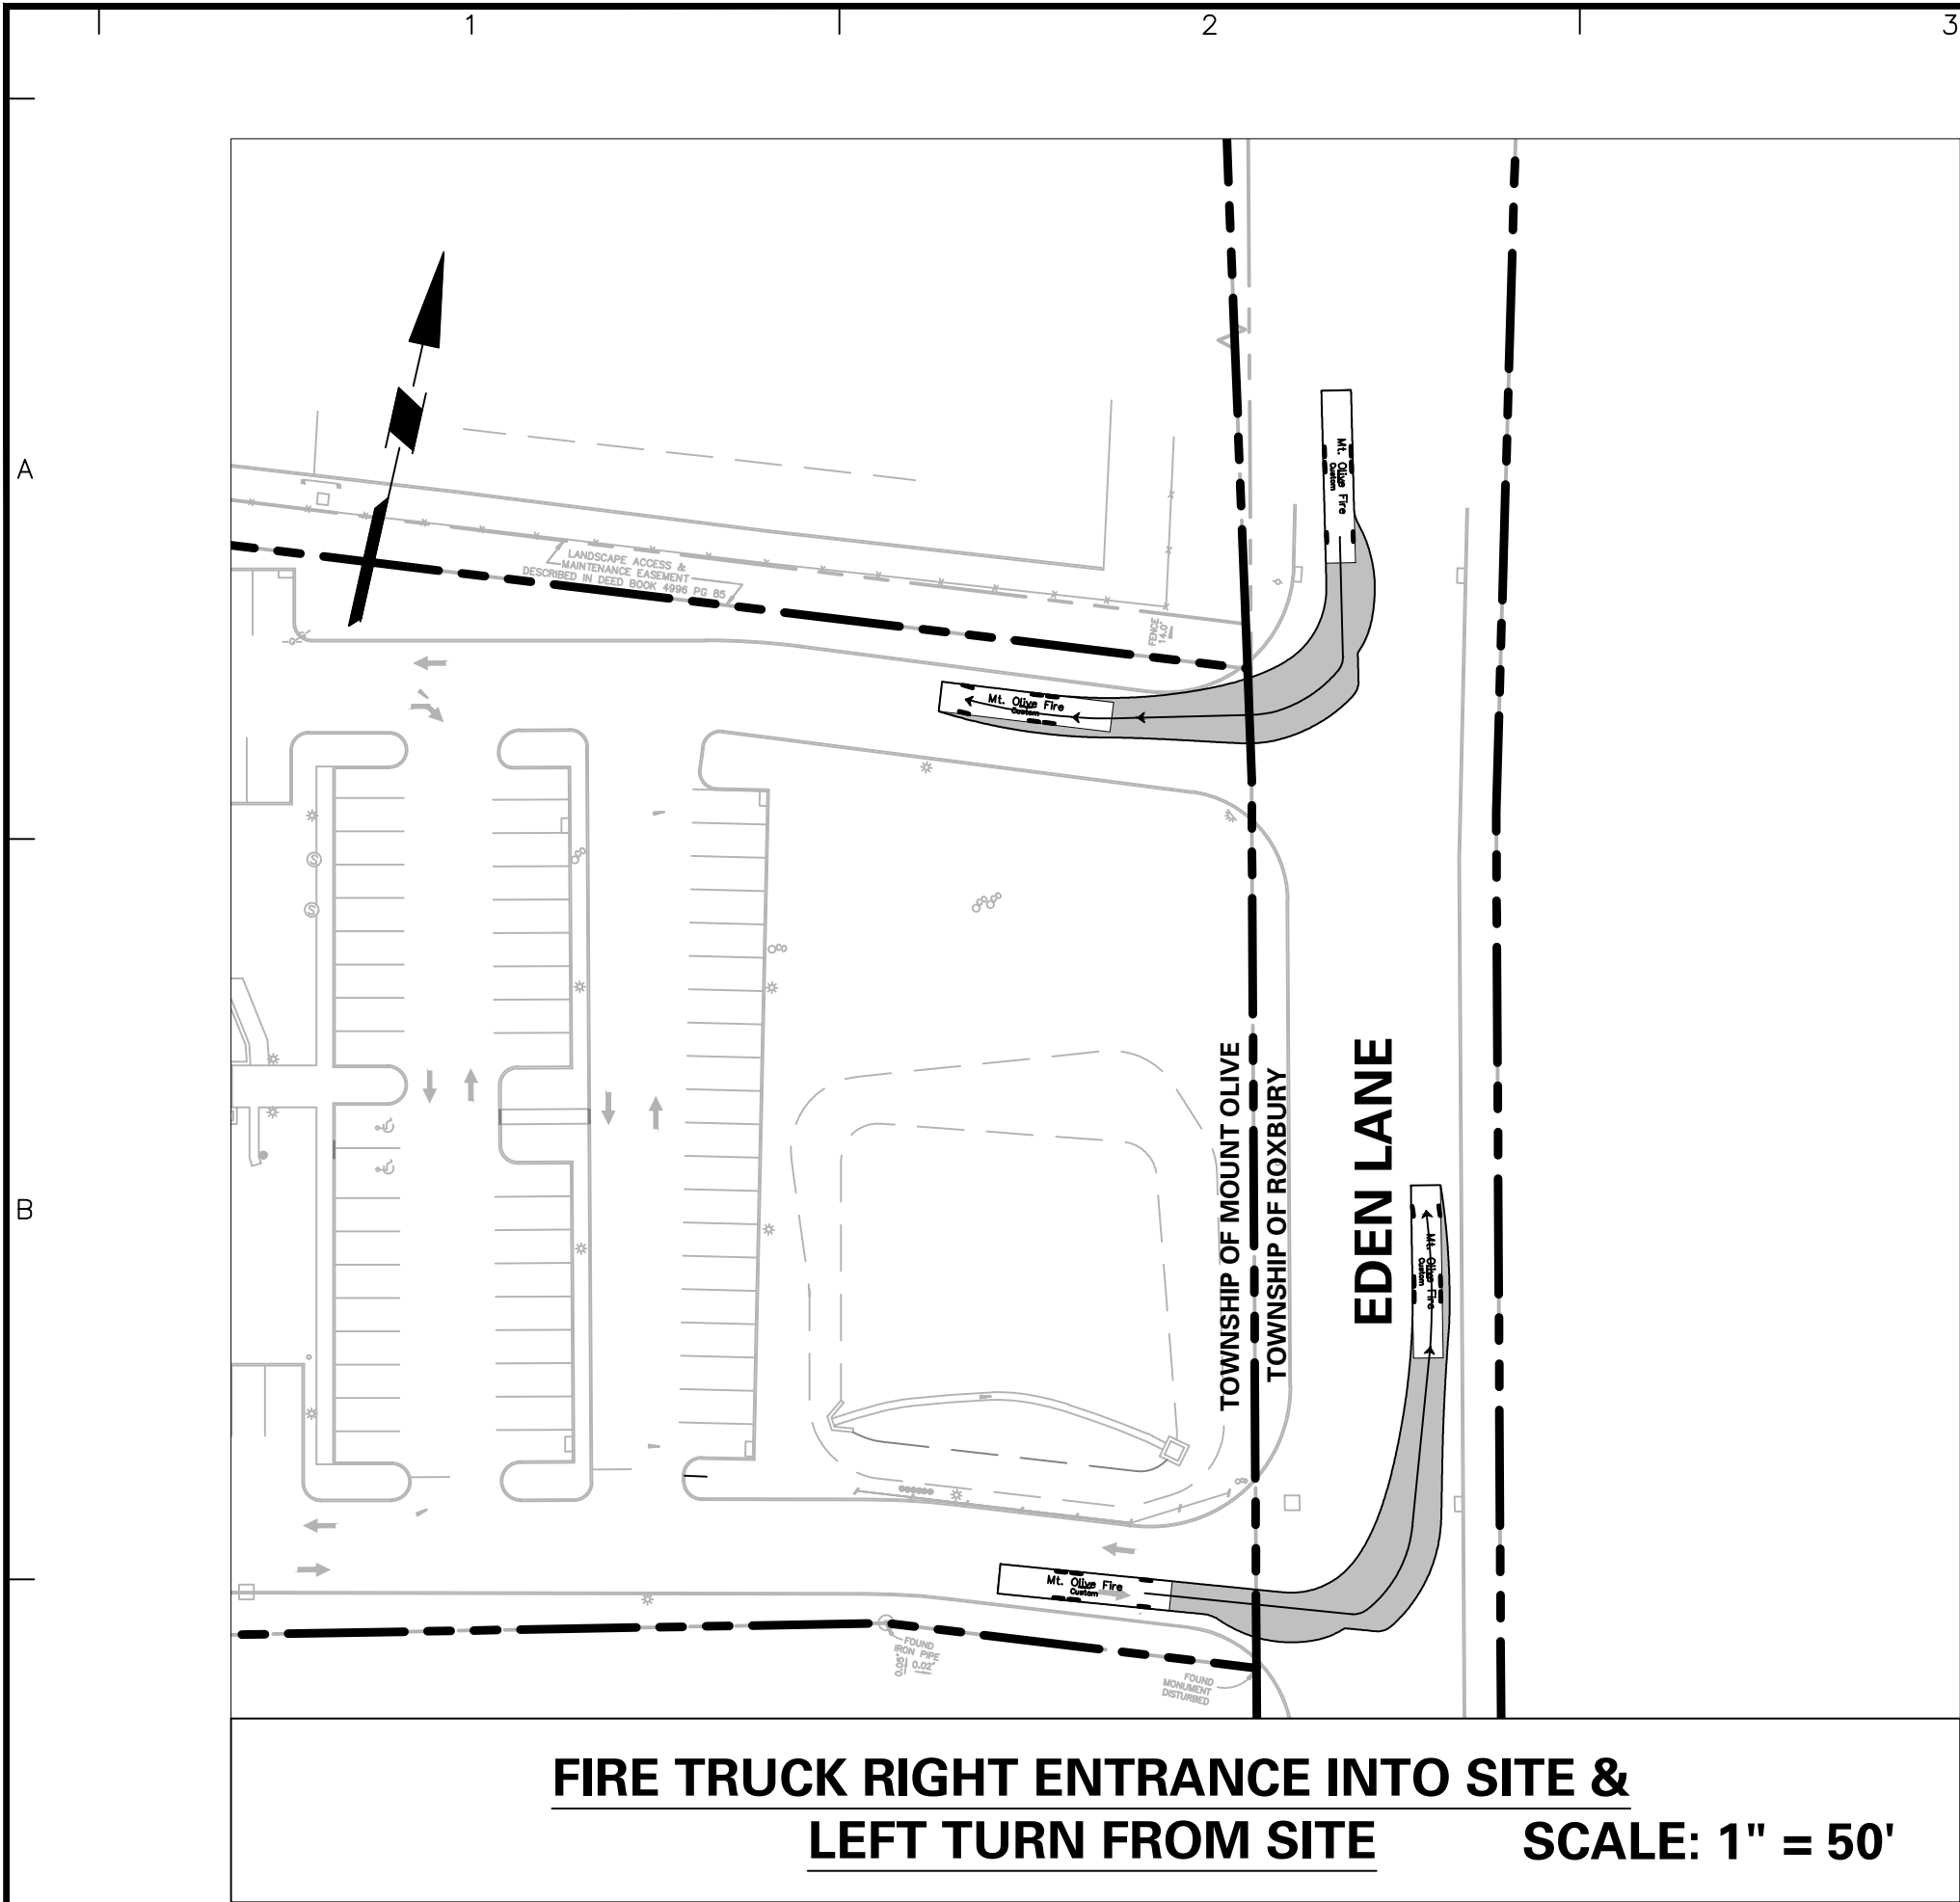 1
2
3
A
Mt. Olive Fire
Custom
LANDSCAPE ACCESS &
MAINTENANCE EASEMENT
DESCRIBED IN DEED BOOK 4996 PG 85
FENCE
14.0'
Mt. Olive Fire
Custom
S
S
TOWNSHIP OF MOUNT OLIVE
TOWNSHIP OF ROXBURY
EDEN LANE
B
Mt. Olive Fire
Custom
Mt. Olive Fire
Custom
FOUND
IRON PIPE
0.05' 0.02'
FOUND
MONUMENT
DISTURBED
FIRE TRUCK RIGHT ENTRANCE INTO SITE &
LEFT TURN FROM SITE SCALE: 1" = 50'